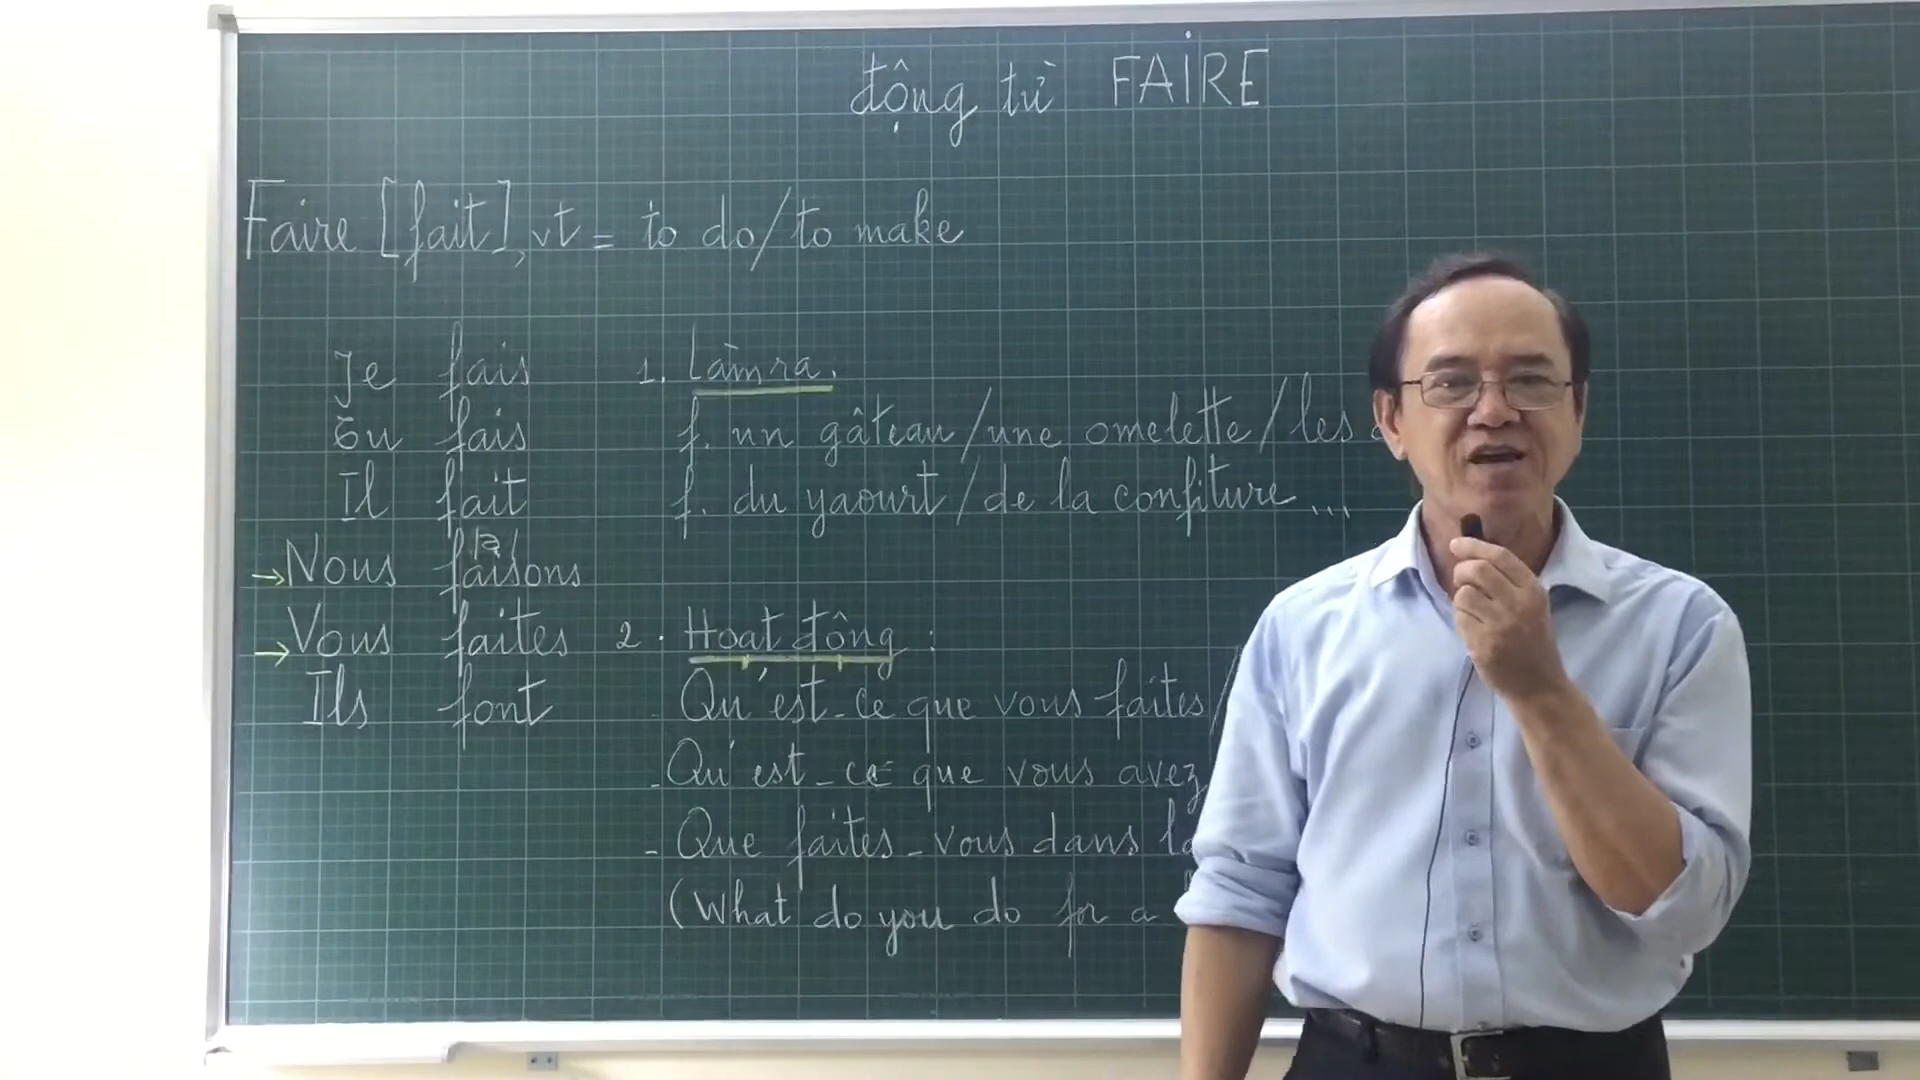 động từ FAIRE
Faire [fait], vt = to do/to make
Je fais
Tu fais
Il fait
→ Nous faisons
/ə/
→ Vous faites
Ils font
1. Làm ra.
f. un gâteau/une omelette/les
f. du yaourt/de la confiture...
2. Hoạt động :
- Qu'est-ce que vous faites/
- Qu'est-ce que vous avez
- Que faites-vous dans la
(What do you do for a